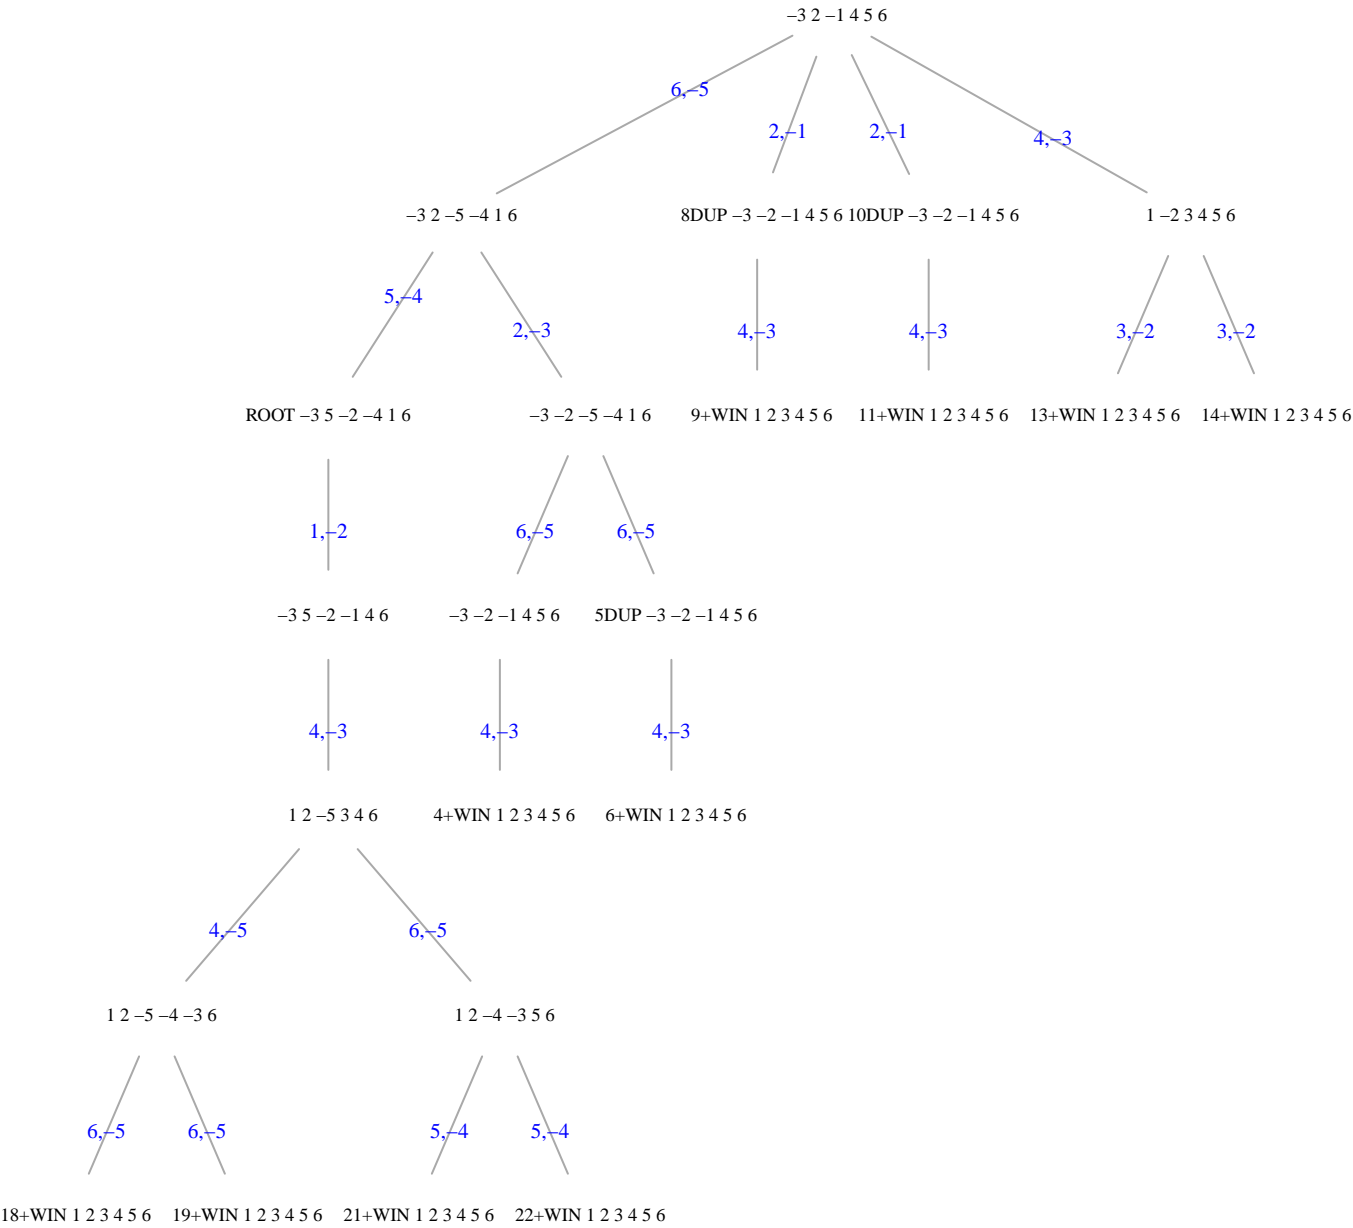 –3 2 –1 4 5 6
6,–5
2,–1
2,–1
4,–3
–3 2 –5 –4 1 6
8DUP –3 –2 –1 4 5 6
10DUP –3 –2 –1 4 5 6
1 –2 3 4 5 6
5,–4
2,–3
4,–3
4,–3
3,–2
3,–2
ROOT –3 5 –2 –4 1 6
–3 –2 –5 –4 1 6
9+WIN 1 2 3 4 5 6
11+WIN 1 2 3 4 5 6
13+WIN 1 2 3 4 5 6
14+WIN 1 2 3 4 5 6
1,–2
6,–5
6,–5
–3 5 –2 –1 4 6
–3 –2 –1 4 5 6
5DUP –3 –2 –1 4 5 6
4,–3
4,–3
4,–3
1 2 –5 3 4 6
4+WIN 1 2 3 4 5 6
6+WIN 1 2 3 4 5 6
4,–5
6,–5
1 2 –5 –4 –3 6
1 2 –4 –3 5 6
6,–5
6,–5
5,–4
5,–4
18+WIN 1 2 3 4 5 6
19+WIN 1 2 3 4 5 6
21+WIN 1 2 3 4 5 6
22+WIN 1 2 3 4 5 6